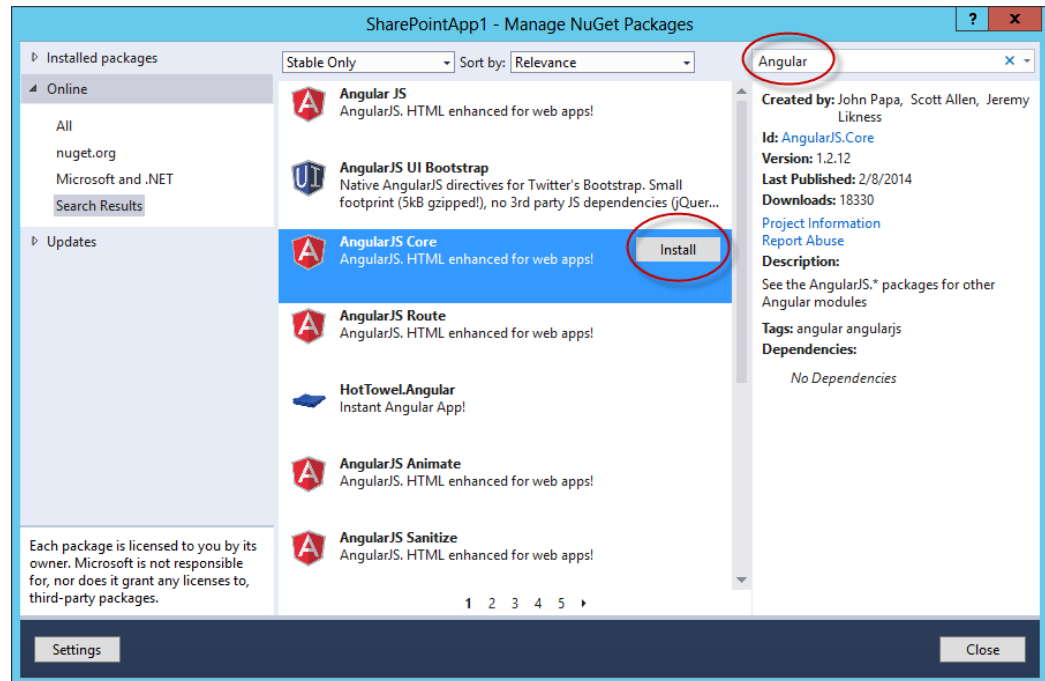 SharePointApp1 - Manage NuGet Packages
?
x
Installed packages
Online
All
nuget.org
Microsoft and .NET
Search Results
Updates
Each package is licensed to you by its
owner. Microsoft is not responsible
for, nor does it grant any licenses to,
third-party packages.
Stable Only
Sort by: Relevance
Angular JS
AngularJS. HTML enhanced for web apps!
UI
AngularJS UI Bootstrap
Native AngularJS directives for Twitter's Bootstrap. Small
footprint (5kB gzipped!), no 3rd party JS dependencies (jQuer...
AngularJS Core
AngularJS. HTML enhanced for web apps!
Install
AngularJS Route
AngularJS. HTML enhanced for web apps!
HotTowel.Angular
Instant Angular App!
AngularJS Animate
AngularJS. HTML enhanced for web apps!
AngularJS Sanitize
AngularJS. HTML enhanced for web apps!
1 2 3 4 5
Angular
Created by: John Papa, Scott Allen, Jeremy
Likness
Id: AngularJS.Core
Version: 1.2.12
Last Published: 2/8/2014
Downloads: 18330
Project Information
Report Abuse
Description:
See the AngularJS.* packages for other
Angular modules
Tags: angular angularjs
Dependencies:
No Dependencies
Settings
Close